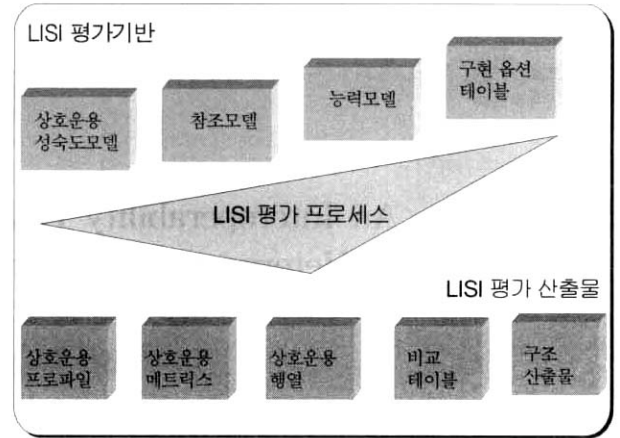 LISI 평가기반
구현 옵션
테이블
능력모델
참조모델
상호운용
성숙도모델
LISI 평가 프로세스
LISI 평가 산출물
상호운용
프로파일
상호운용
메트릭스
상호운용
행열
비교
테이블
구조
산출물